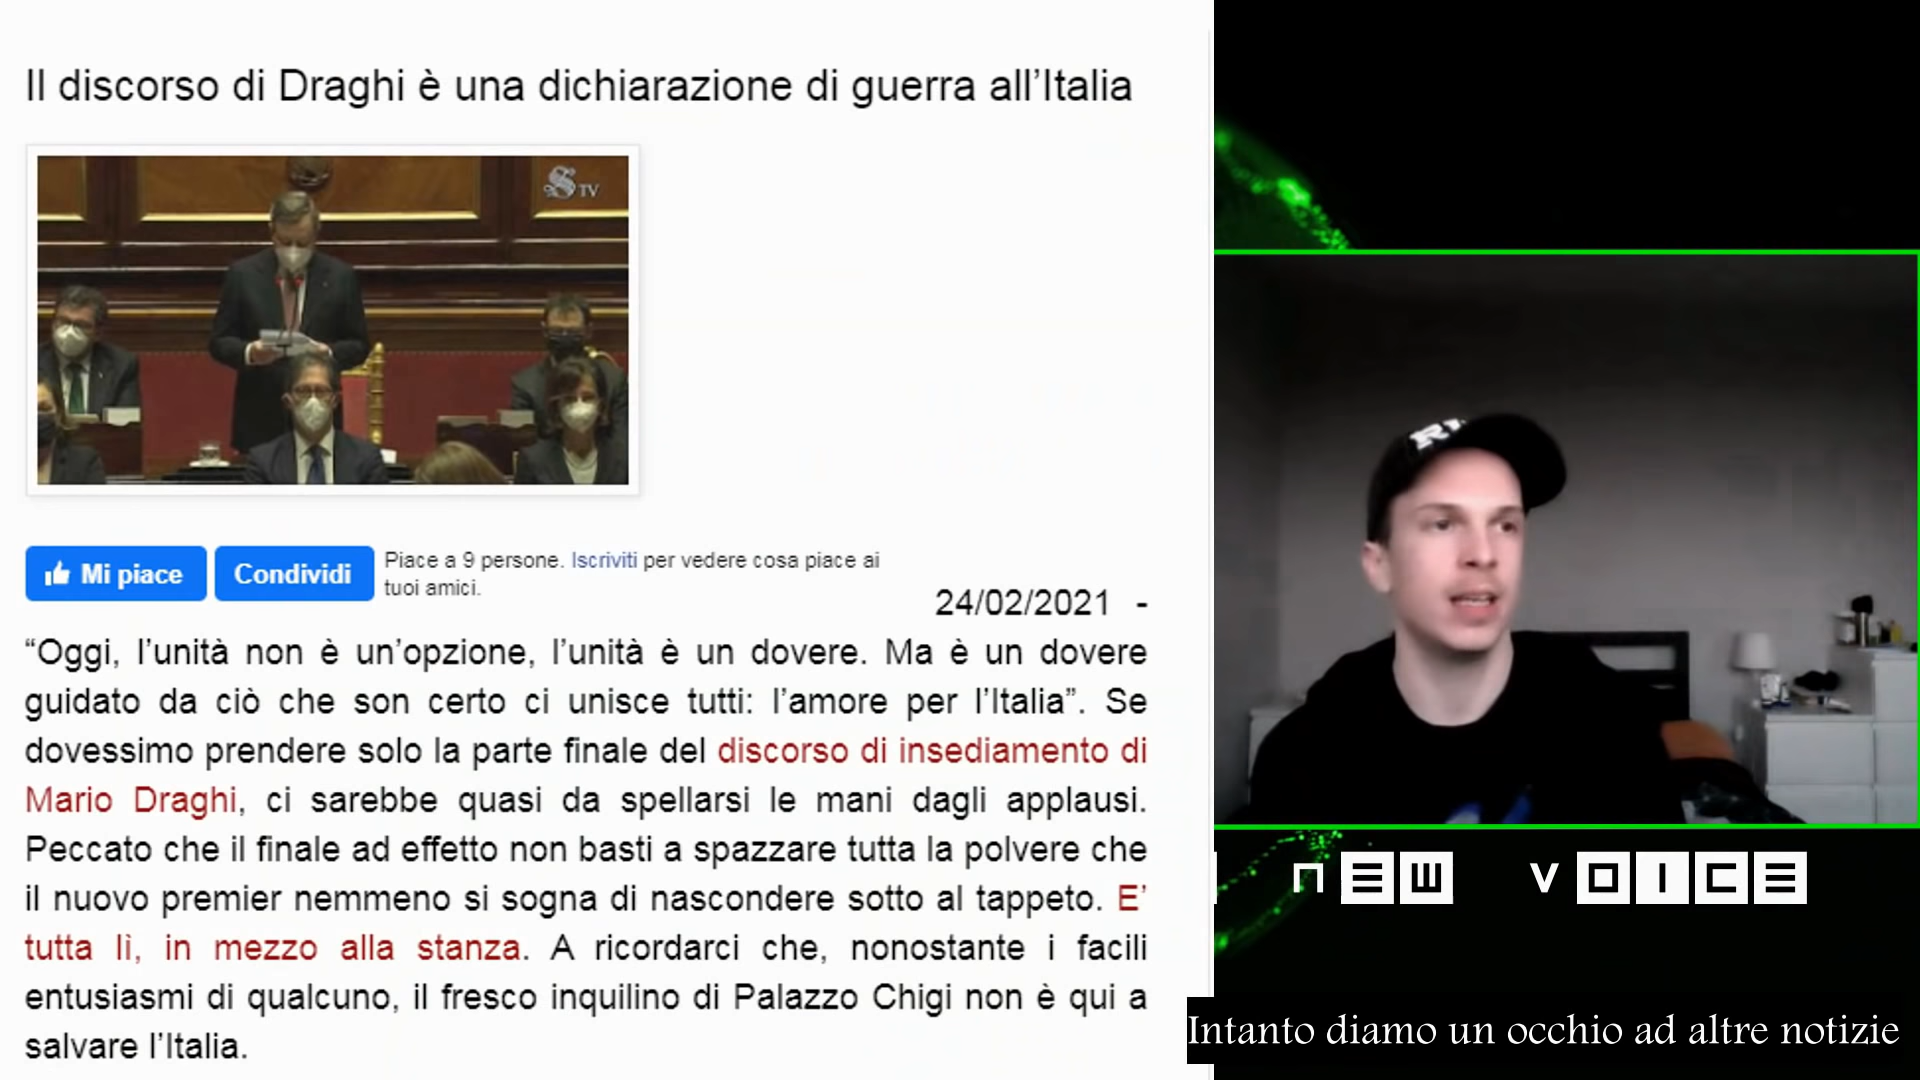 Il discorso di Draghi è una dichiarazione di guerra all’Italia
S TV
Mi piace
Condividi
Piace a 9 persone. Iscriviti per vedere cosa piace ai
tuoi amici.
24/02/2021 -
“Oggi, l’unità non è un’opzione, l’unità è un dovere. Ma è un dovere
guidato da ciò che son certo ci unisce tutti: l’amore per l’Italia”. Se
dovessimo prendere solo la parte finale del discorso di insediamento di
Mario Draghi, ci sarebbe quasi da spellarsi le mani dagli applausi.
Peccato che il finale ad effetto non basti a spazzare tutta la polvere che
il nuovo premier nemmeno si sogna di nascondere sotto al tappeto. E’
tutta lì, in mezzo alla stanza. A ricordarci che, nonostante i facili
entusiasmi di qualcuno, il fresco inquilino di Palazzo Chigi non è qui a
salvare l’Italia.
NEW VOICE
Intanto diamo un occhio ad altre notizie